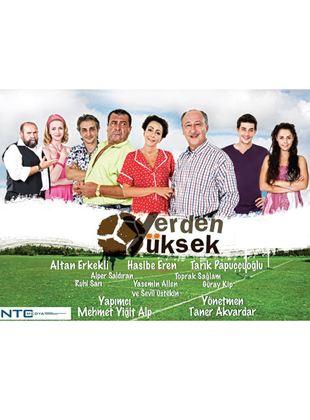 Yerden
Yüksek
Altan Erkekli Hasibe Eren Tarık Papuççuoğlu
Alper Saldıran Toprak Sağlam
Ruhi Sarı Yasemin Allen Güray Kip
ve Sevil Üstekin
Yapımcı Yönetmen
Mehmet Yiğit Alp Taner Akvardar
NTC